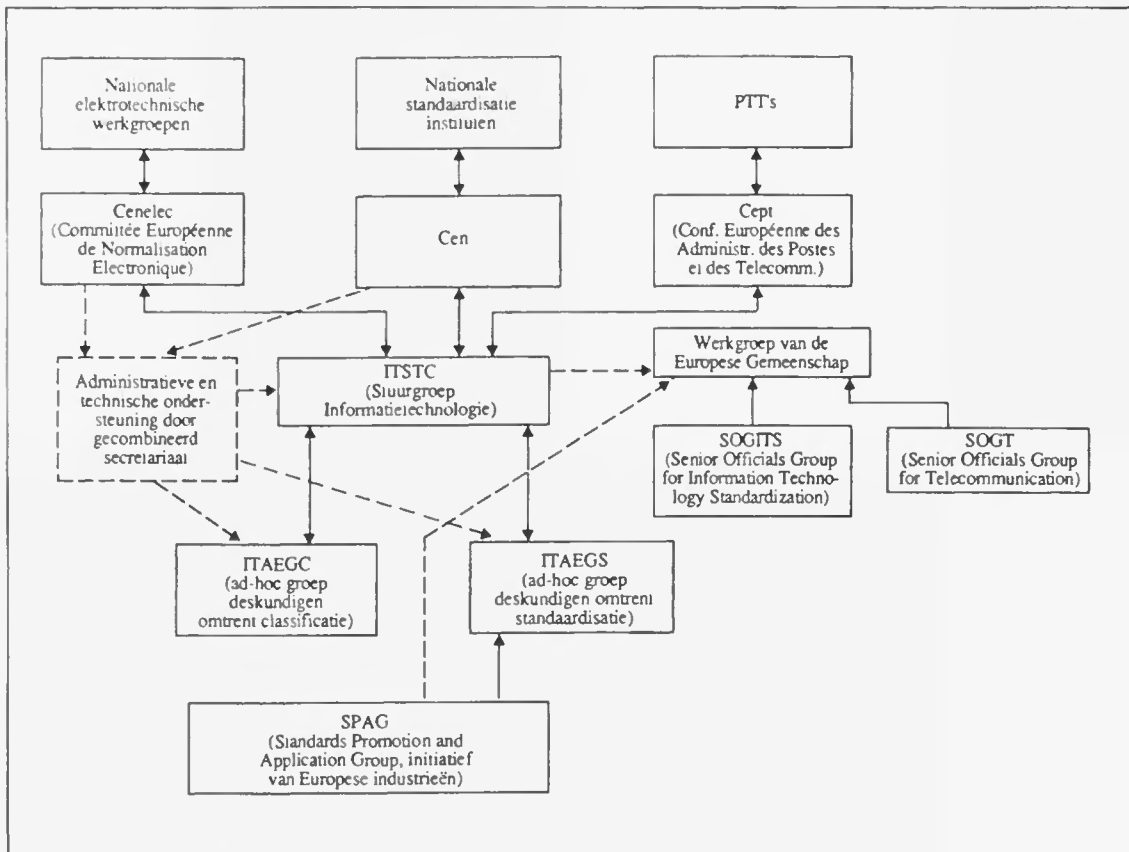 Nationale
elektrotechnische
werkgroepen
Nationale
standaardisatie
instituten
PTT's
Cenelec
(Committée Européenne
de Normalisation
Electronique)
Cen
Cept
(Conf. Européenne des
Administr. des Postes
et des Telecomm.)
Administratieve en
technische onder-
steuning door
gecombineerd
secretariaat
ITSTC
(Stuurgroep
Informatietechnologie)
Werkgroep van de
Europese Gemeenschap
SOGITS
(Senior Officials Group
for Information Techno-
logy Standardization)
SOGT
(Senior Officials Group
for Telecommunication)
ITAEGC
(ad-hoc groep
deskundigen
omtrent classificatie)
ITAEGS
(ad-hoc groep
deskundigen omtrent
standaardisatie)
SPAG
(Standards Promotion and
Application Group, initiatief
van Europese industrieën)